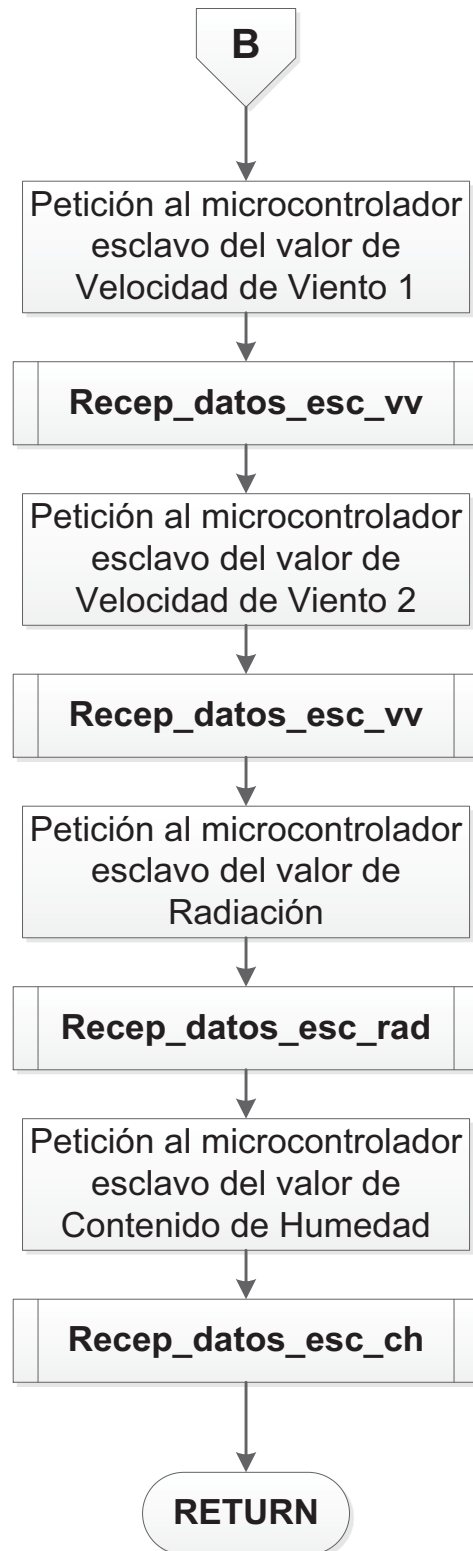 B
Petición al microcontrolador
esclavo del valor de
Velocidad de Viento 1
Recep_datos_esc_vv
Petición al microcontrolador
esclavo del valor de
Velocidad de Viento 2
Recep_datos_esc_vv
Petición al microcontrolador
esclavo del valor de
Radiación
Recep_datos_esc_rad
Petición al microcontrolador
esclavo del valor de
Contenido de Humedad
Recep_datos_esc_ch
RETURN